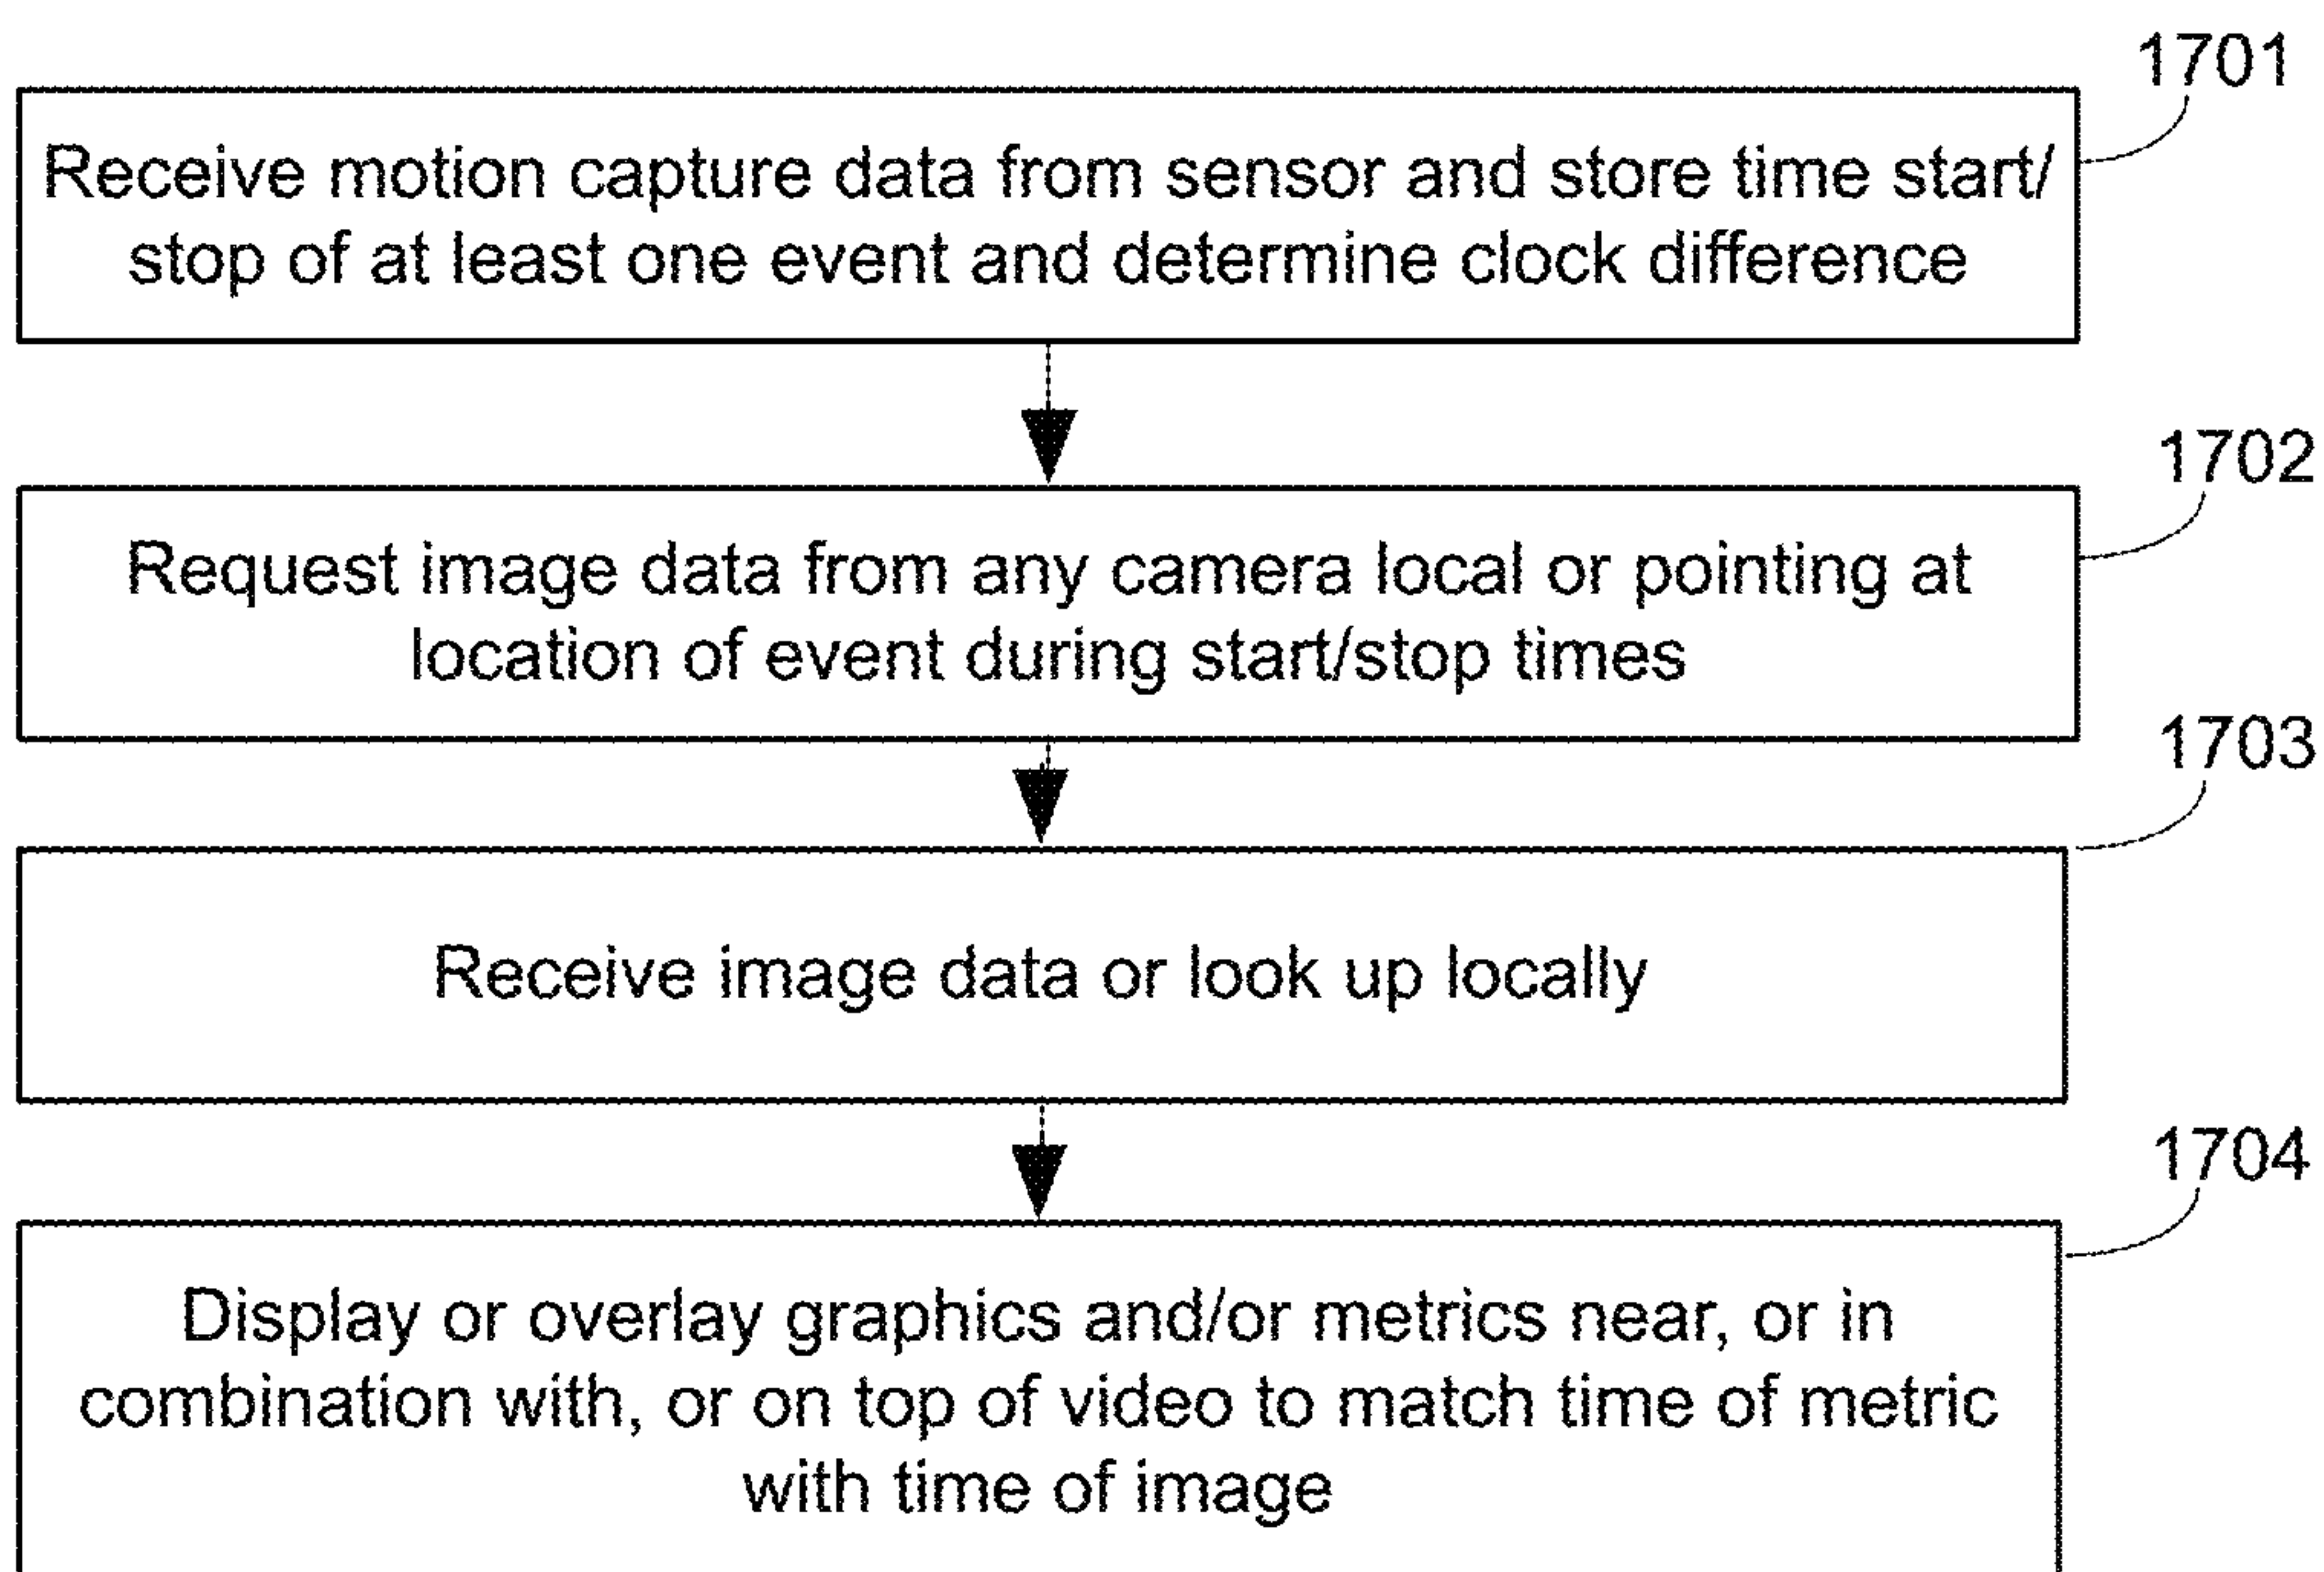 1701
Receive motion capture data from sensor and store time start/
stop of at least one event and determine clock difference
1702
Request image data from any camera local or pointing at
location of event during start/stop times
1703
Receive image data or look up locally
1704
Display or overlay graphics and/or metrics near, or in
combination with, or on top of video to match time of metric
with time of image